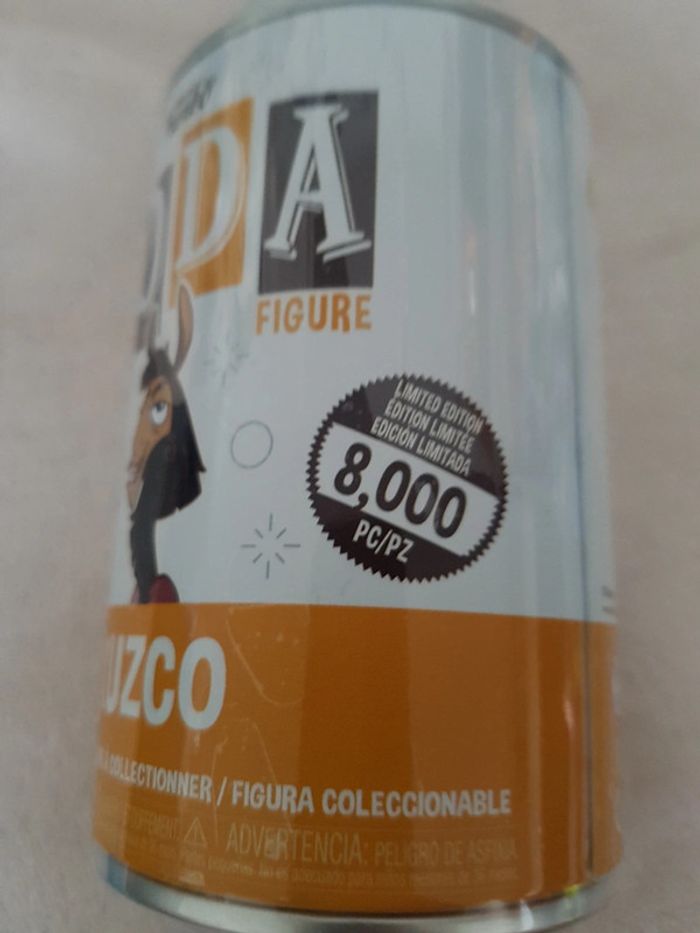 DA
FIGURE
LIMITED EDITION
EDITION LIMITÉE
EDICIÓN LIMITADA
8,000
PC/PZ
UZCO
COLLECTIONNER / FIGURA COLECCIONABLE
ADVERTENCIA: PELIGRO DE ASFIXIA